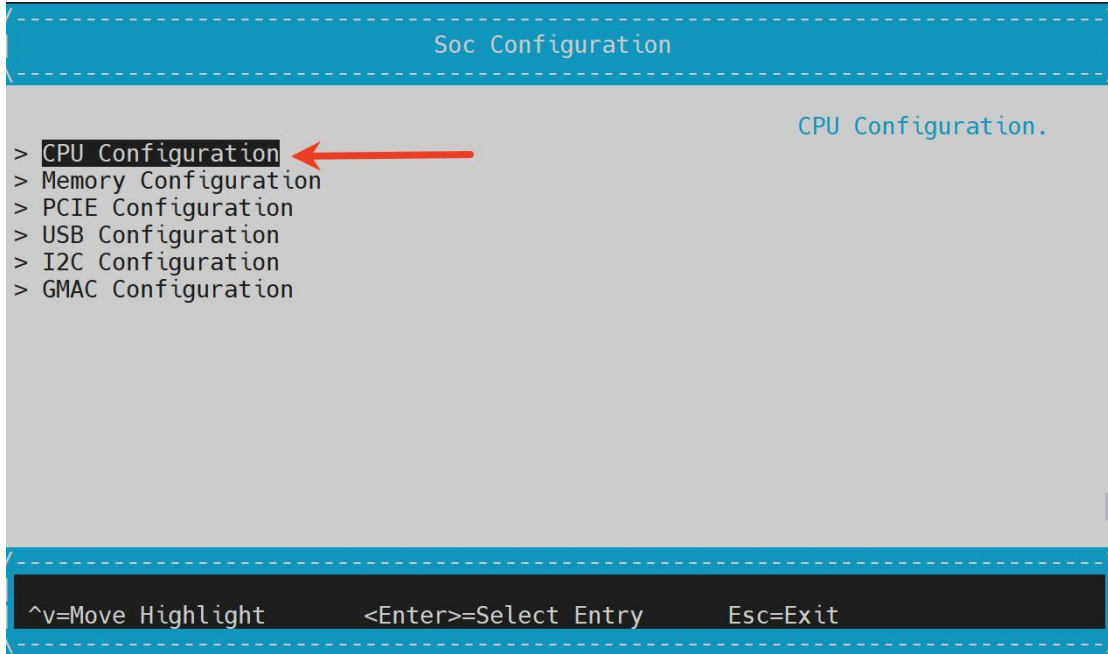 /------------------------------------------------------------------------------
Soc Configuration
\------------------------------------------------------------------------------
CPU Configuration.
> CPU Configuration
> Memory Configuration
> PCIE Configuration
> USB Configuration
> I2C Configuration
> GMAC Configuration
/------------------------------------------------------------------------------
^v=Move Highlight <Enter>=Select Entry Esc=Exit
\------------------------------------------------------------------------------